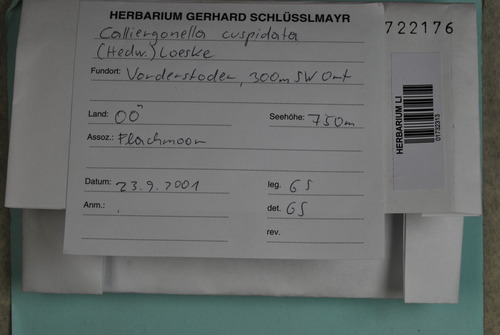 HERBARIUM GERHARD SCHLÜSSLMAYR
722176
Calliergonella cuspidata
(Hedw.) Loeske
Fundort: Vorderstoder, 300m SW Ort
Land: OÖ Seehöhe: 750m
Assoz.: Flachmoor
Datum: 23.9.2001 leg. GS
Anm.: det. GS
rev.
HERBARIUM LI
01732313